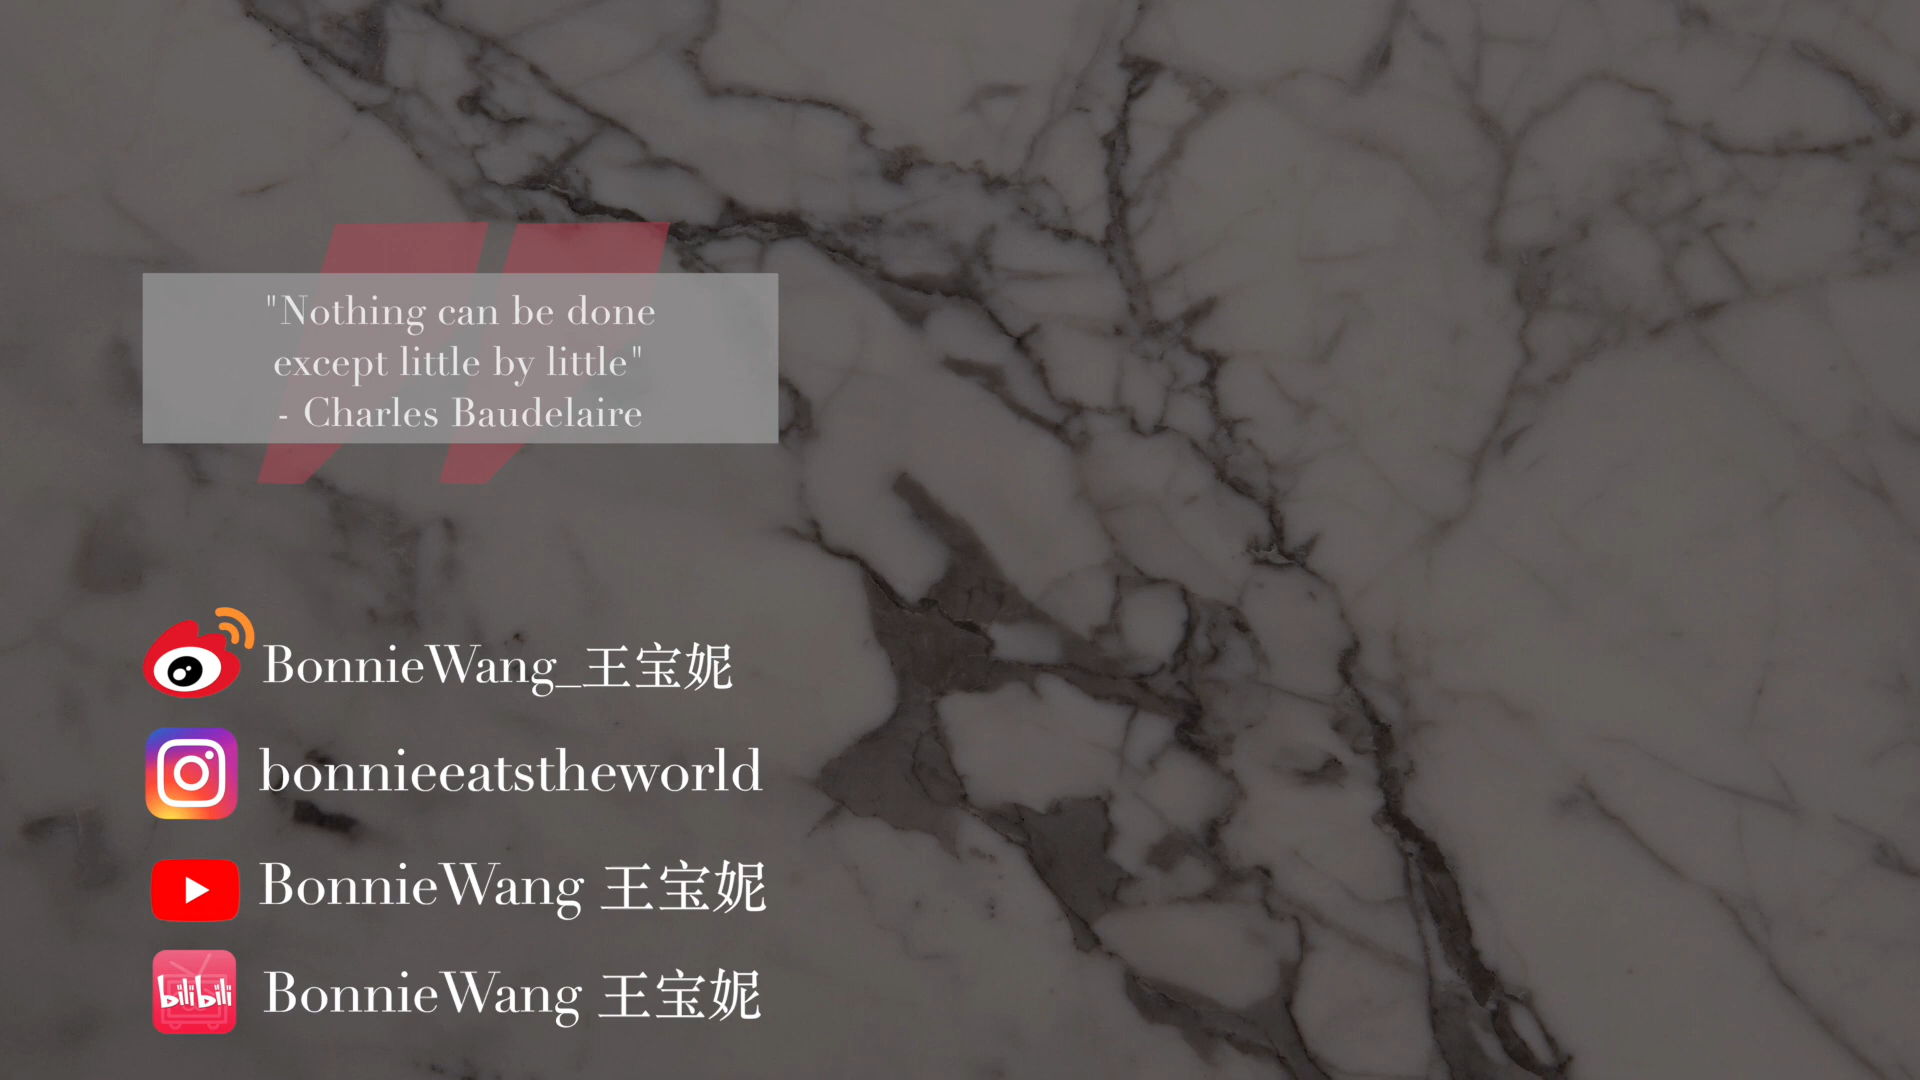 "Nothing can be done
except little by little"
- Charles Baudelaire
BonnieWang_王宝妮
bonnieeatstheworld
BonnieWang 王宝妮
bilibili BonnieWang 王宝妮